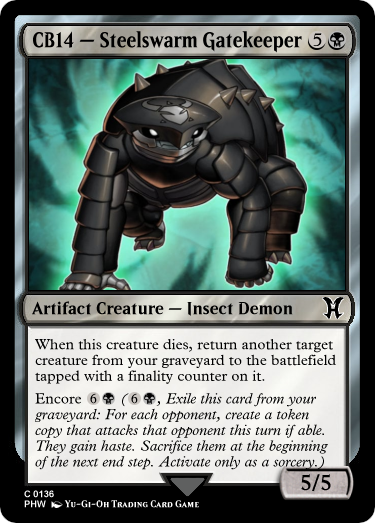 CB14 — Steelswarm Gatekeeper 5
Artifact Creature — Insect Demon
When this creature dies, return another target
creature from your graveyard to the battlefield
tapped with a finality counter on it.
Encore 6 ( 6 , Exile this card from your
graveyard: For each opponent, create a token
copy that attacks that opponent this turn if able.
They gain haste. Sacrifice them at the beginning
of the next end step. Activate only as a sorcery.)
5/5
C 0136
PHW Yu-Gi-Oh Trading Card Game